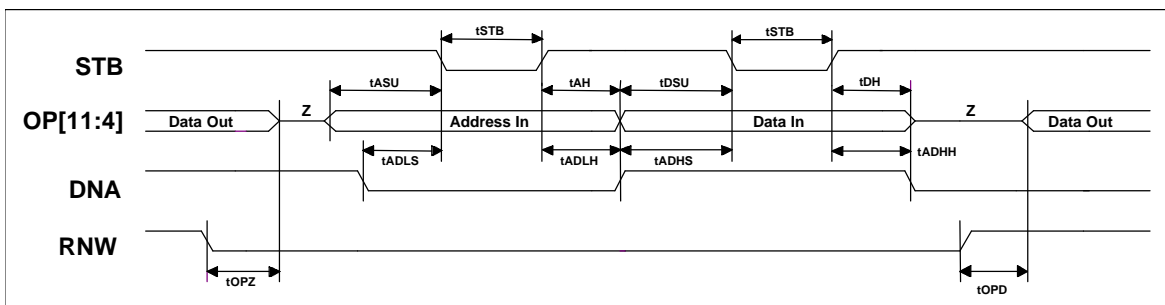 tSTB tSTB
STB
tASU tAH tDSU tDH
OP[11:4] Data Out Z Address In Data In Z Data Out
tADLS tADLH tADHS tADHH
DNA
RNW
tOPZ tOPD